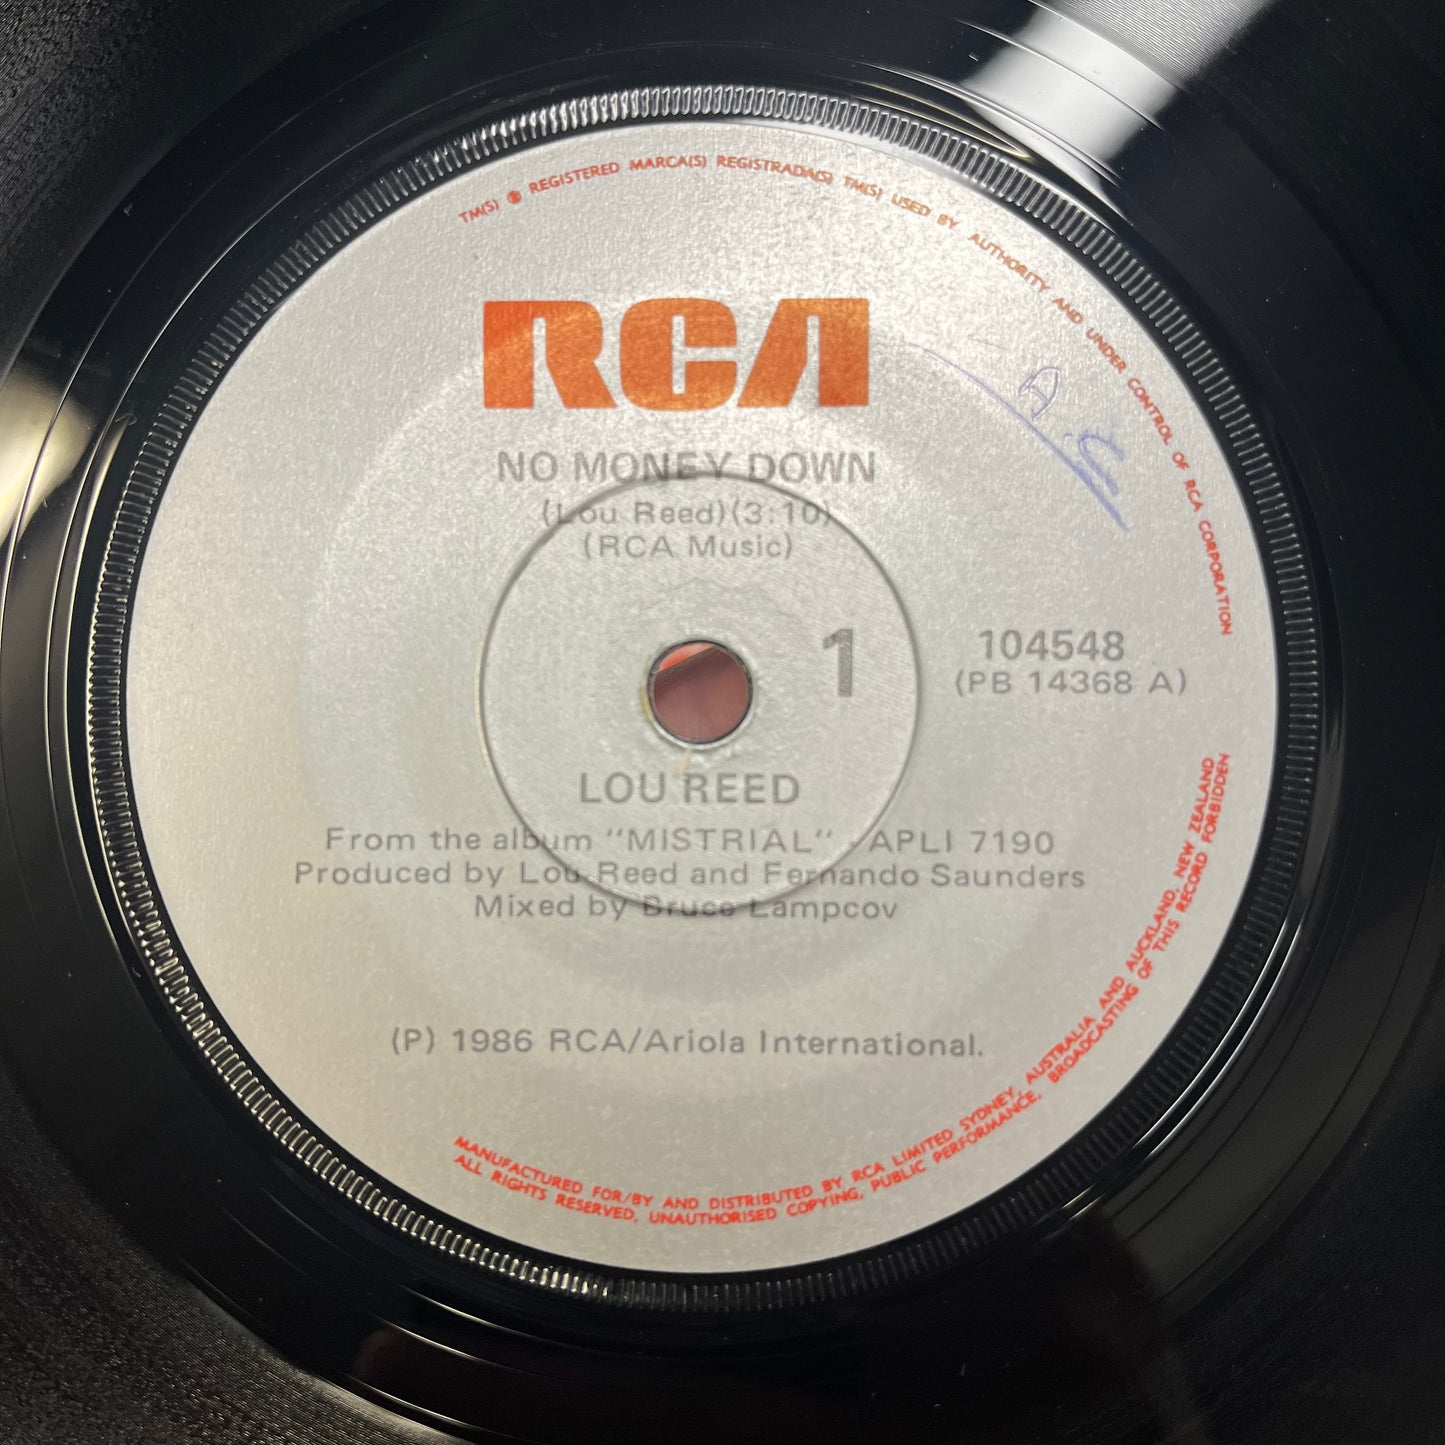 TM(S) ® REGISTERED MARCA(S) REGISTRADA(S) TM(S) USED BY AUTHORITY AND UNDER CONTROL OF RCA CORPORATION
RCA
A.C
NO MONEY DOWN
(Lou Reed)(3:10)
(RCA Music)
1
104548
(PB 14368 A)
LOU REED
From the album "MISTRIAL" - APLI 7190
Produced by Lou Reed and Fernando Saunders
Mixed by Bruce Lampcov
(P) 1986 RCA/Ariola International.
MANUFACTURED FOR/BY AND DISTRIBUTED BY RCA LIMITED SYDNEY, AUSTRALIA AND AUCKLAND, NEW ZEALAND
ALL RIGHTS RESERVED, UNAUTHORISED COPYING, PUBLIC PERFORMANCE, BROADCASTING OF THIS RECORD FORBIDDEN